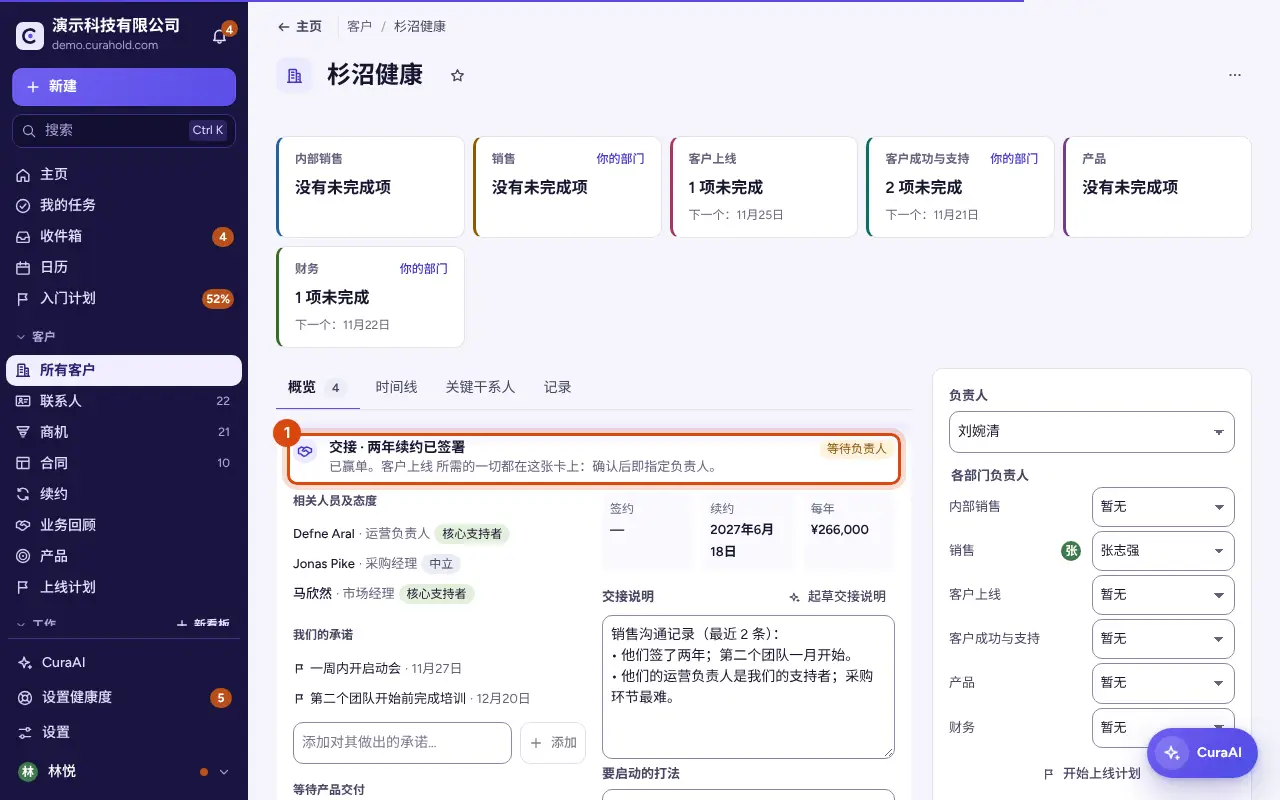 演示科技有限公司
demo.curahold.com
4
新建
搜索
Ctrl K
主页
我的任务
收件箱
4
日历
入门计划
52%
客户
所有客户
联系人
22
商机
21
合同
10
续约
业务回顾
产品
上线计划
工作
新看板
CuraAI
设置健康度
5
设置
林
林悦
主页
客户 / 杉沼健康
杉沼健康
内部销售
没有未完成项
销售
你的部门
没有未完成项
客户上线
1 项未完成
下一个：11月25日
客户成功与支持
你的部门
2 项未完成
下一个：11月21日
产品
没有未完成项
财务
你的部门
1 项未完成
下一个：11月22日
概览 4
时间线
关键干系人
记录
1
交接 · 两年续约已签署
等待负责人
已赢单。客户上线 所需的一切都在这张卡上：确认后即指定负责人。
相关人员及态度
Defne Aral · 运营负责人 核心支持者
Jonas Pike · 采购经理 中立
马欣然 · 市场经理 核心支持者
我们的承诺
一周内开启动会 · 11月27日
第二个团队开始前完成培训 · 12月20日
添加对其做出的承诺...
添加
等待产品交付
签约
—
续约
2027年6月
18日
每年
¥266,000
交接说明
起草交接说明
销售沟通记录（最近 2 条）：
• 他们签了两年；第二个团队一月开始。
• 他们的运营负责人是我们的支持者；采购
环节最难。
要启动的打法
负责人
刘婉清
各部门负责人
内部销售
暂无
销售
张
张志强
客户上线
暂无
客户成功与支持
暂无
产品
暂无
财务
暂无
开始上线计划
CuraAI